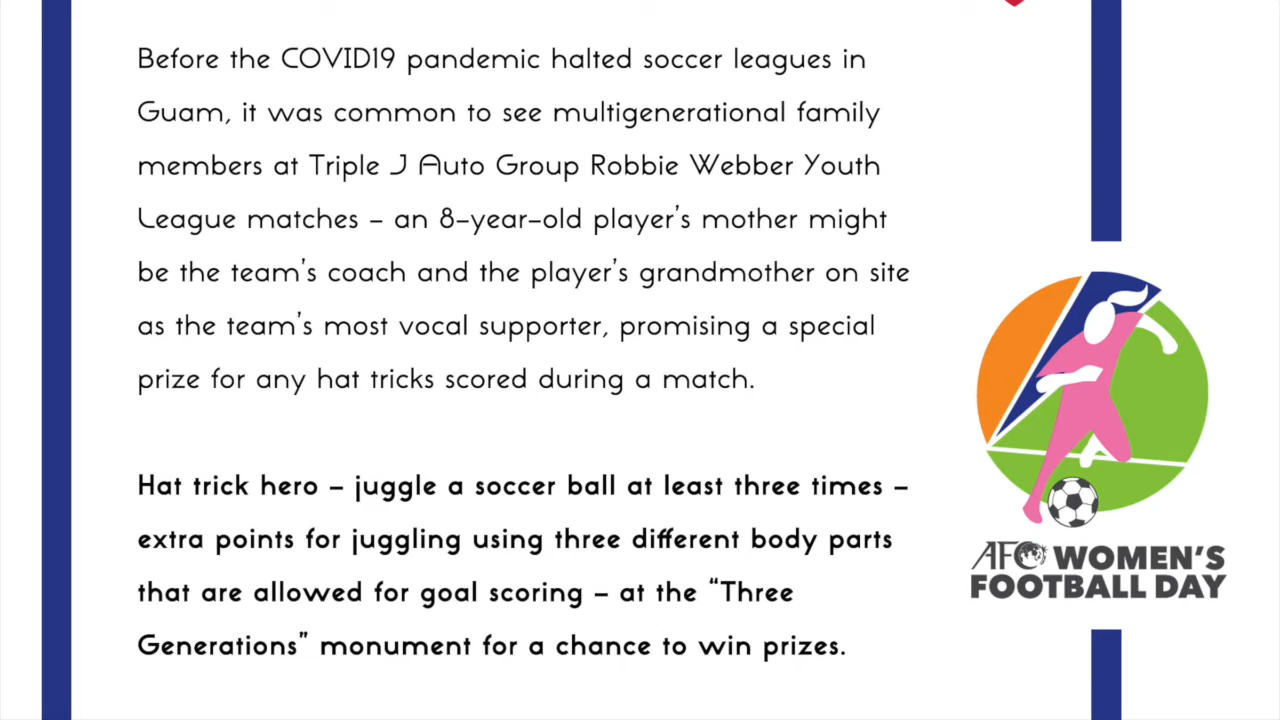 Before the COVID19 pandemic halted soccer leagues in
Guam, it was common to see multigenerational family
members at Triple J Auto Group Robbie Webber Youth
League matches – an 8-year-old player's mother might
be the team's coach and the player's grandmother on site
as the team's most vocal supporter, promising a special
prize for any hat tricks scored during a match.
Hat trick hero – juggle a soccer ball at least three times –
extra points for juggling using three different body parts
that are allowed for goal scoring – at the “Three
Generations” monument for a chance to win prizes.
AFC WOMEN'S
FOOTBALL DAY